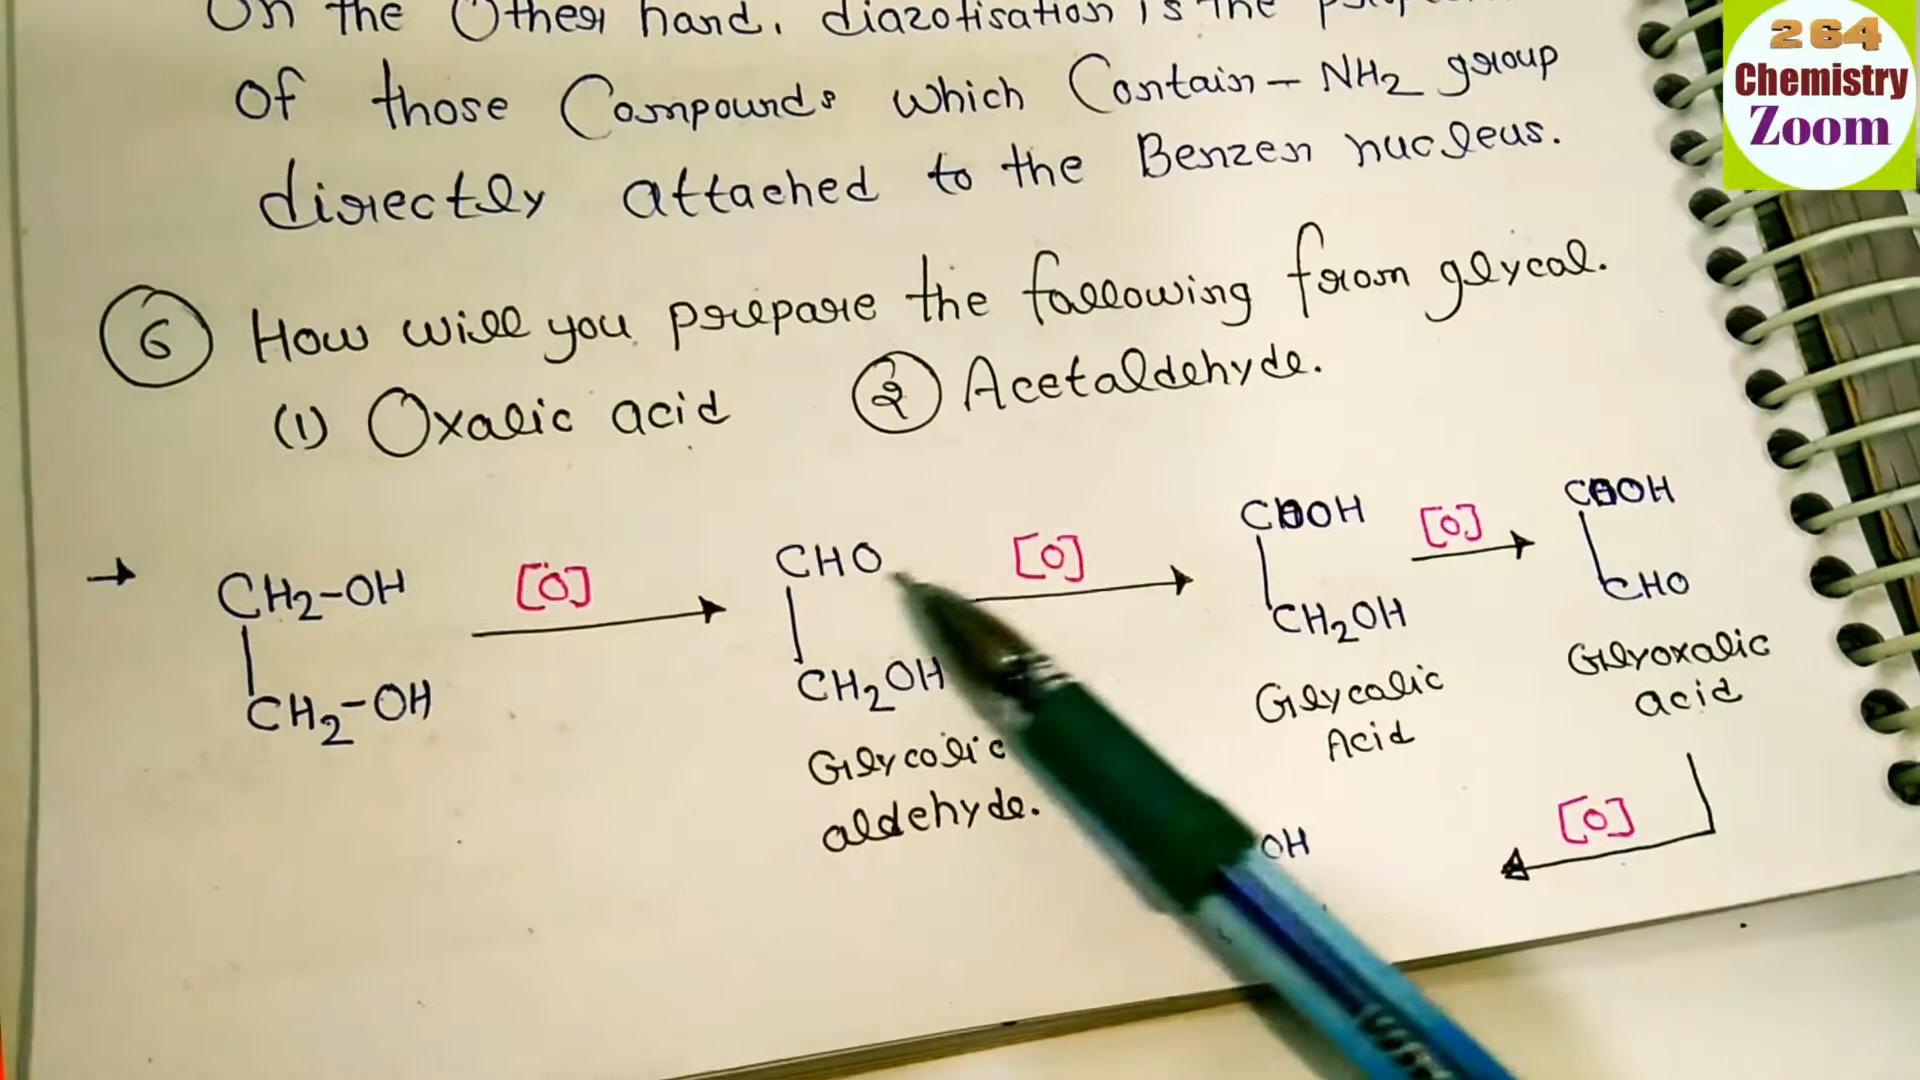 On the Other hand. diazotisation is the
of those Compounds which Contain - NH2 group
directly attached to the Benzen nucleus.
6 How will you prepare the following from glycol.
(1) Oxalic acid 2 Acetaldehyde.
CH2-OH [O] CHO [O] COOH [O] COOH
CH2-OH CH2OH CH2OH CHO
Glycolic aldehyde.
Glycolic Acid
Glyoxalic acid
[O]
OH
264
Chemistry
Zoom